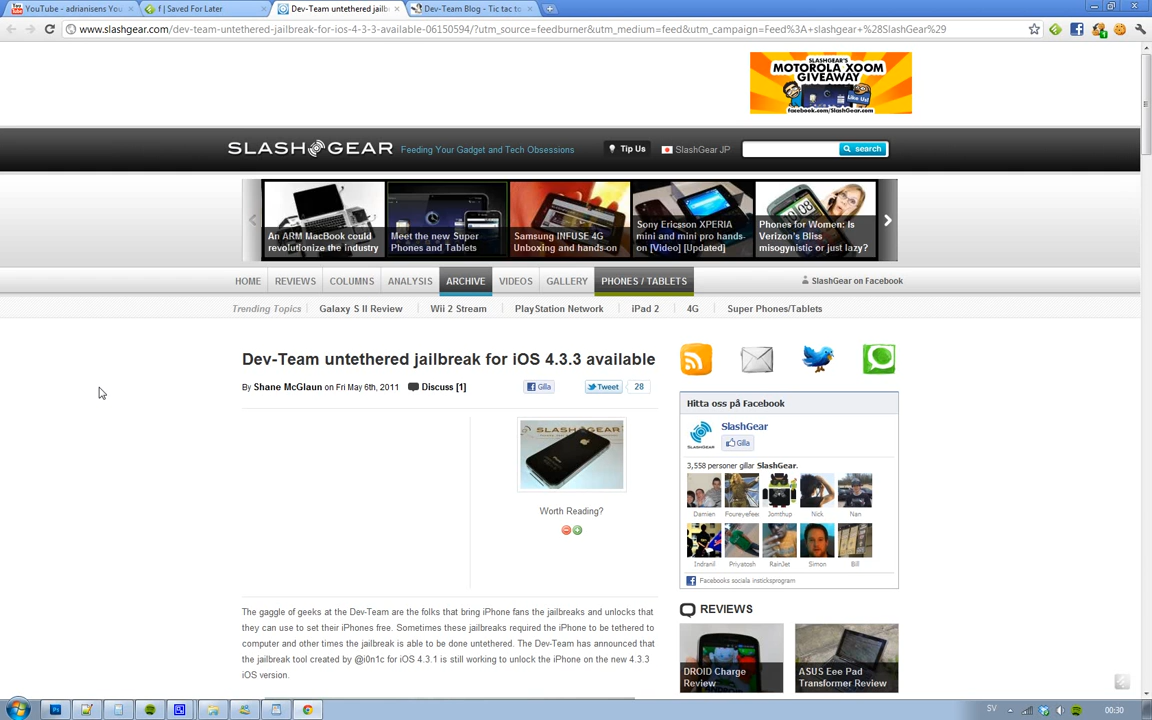 YouTube - adrianisens You
f | Saved For Later
Dev-Team untethered jailb
Dev-Team Blog - Tic tac to
www.slashgear.com/dev-team-untethered-jailbreak-for-ios-4-3-3-available-06150594/?utm_source=feedburner&utm_medium=feed&utm_campaign=Feed%3A+slashgear+%28SlashGear%29
SLASHGEAR'S
MOTOROLA XOOM
GIVEAWAY
Like Us!
facebook.com/SlashGear.com
SLASHGEAR Feeding Your Gadget and Tech Obsessions
Tip Us
SlashGear JP
search
An ARM MacBook could
revolutionize the industry
Meet the new Super
Phones and Tablets
Samsung INFUSE 4G
Unboxing and hands-on
Sony Ericsson XPERIA
mini and mini pro hands-
on [Video] [Updated]
Phones for Women: Is
Verizon's Bliss
misogynistic or just lazy?
HOME REVIEWS COLUMNS ANALYSIS ARCHIVE VIDEOS GALLERY PHONES / TABLETS
SlashGear on Facebook
Trending Topics Galaxy S II Review Wii 2 Stream PlayStation Network iPad 2 4G Super Phones/Tablets
Dev-Team untethered jailbreak for iOS 4.3.3 available
By Shane McGlaun on Fri May 6th, 2011 Discuss [1]
Gilla
Tweet 28
SLASHGEAR
Worth Reading?
The gaggle of geeks at the Dev-Team are the folks that bring iPhone fans the jailbreaks and unlocks that
they can use to set their iPhones free. Sometimes these jailbreaks required the iPhone to be tethered to
computer and other times the jailbreak is able to be done untethered. The Dev-Team has announced that
the jailbreak tool created by @i0n1c for iOS 4.3.1 is still working to unlock the iPhone on the new 4.3.3
iOS version.
Hitta oss på Facebook
SlashGear
Gilla
SLASHGEAR
3,558 personer gillar SlashGear.
Damien Foureyefeed Jomthup Nick Nan
Indranil Priyatosh RainJet Simon Bill
Facebooks sociala insticksprogram
REVIEWS
DROID Charge
Review
ASUS Eee Pad
Transformer Review
SV
00:30